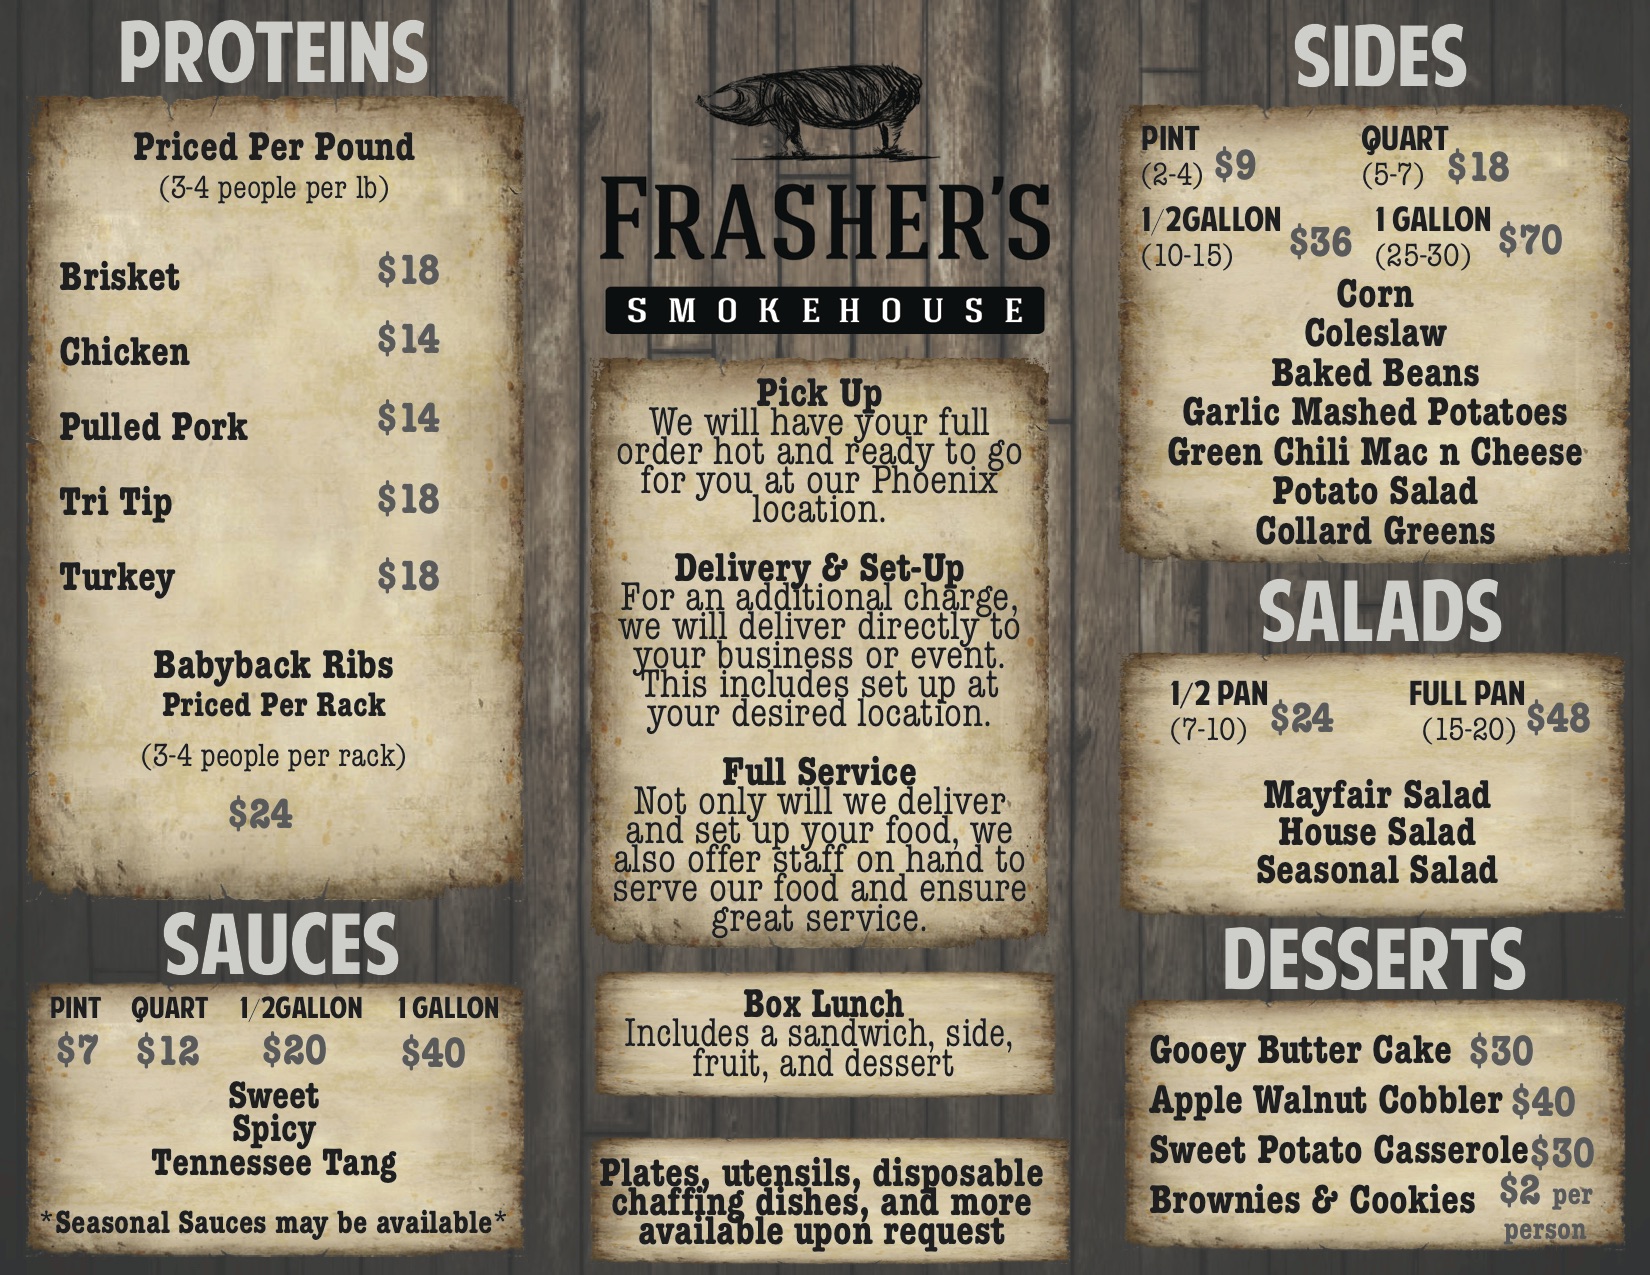 PROTEINS
Priced Per Pound
(3-4 people per lb)
Brisket $18
Chicken $14
Pulled Pork $14
Tri Tip $18
Turkey $18
Babyback Ribs
Priced Per Rack
(3-4 people per rack)
$24
SAUCES
PINT QUART 1/2GALLON 1 GALLON
$7 $12 $20 $40
Sweet
Spicy
Tennessee Tang
*Seasonal Sauces may be available*
FRASHER'S
SMOKEHOUSE
Pick Up
We will have your full
order hot and ready to go
for you at our Phoenix
location.
Delivery & Set-Up
For an additional charge,
we will deliver directly to
your business or event.
This includes set up at
your desired location.
Full Service
Not only will we deliver
and set up your food, we
also offer staff on hand to
serve our food and ensure
great service.
Box Lunch
Includes a sandwich, side,
fruit, and dessert
Plates, utensils, disposable
chaffing dishes, and more
available upon request
SIDES
PINT QUART
(2-4) $9 (5-7) $18
1/2GALLON 1 GALLON
(10-15) $36 (25-30) $70
Corn
Coleslaw
Baked Beans
Garlic Mashed Potatoes
Green Chili Mac n Cheese
Potato Salad
Collard Greens
SALADS
1/2 PAN FULL PAN
(7-10) $24 (15-20) $48
Mayfair Salad
House Salad
Seasonal Salad
DESSERTS
Gooey Butter Cake $30
Apple Walnut Cobbler $40
Sweet Potato Casserole $30
Brownies & Cookies $2 per
person